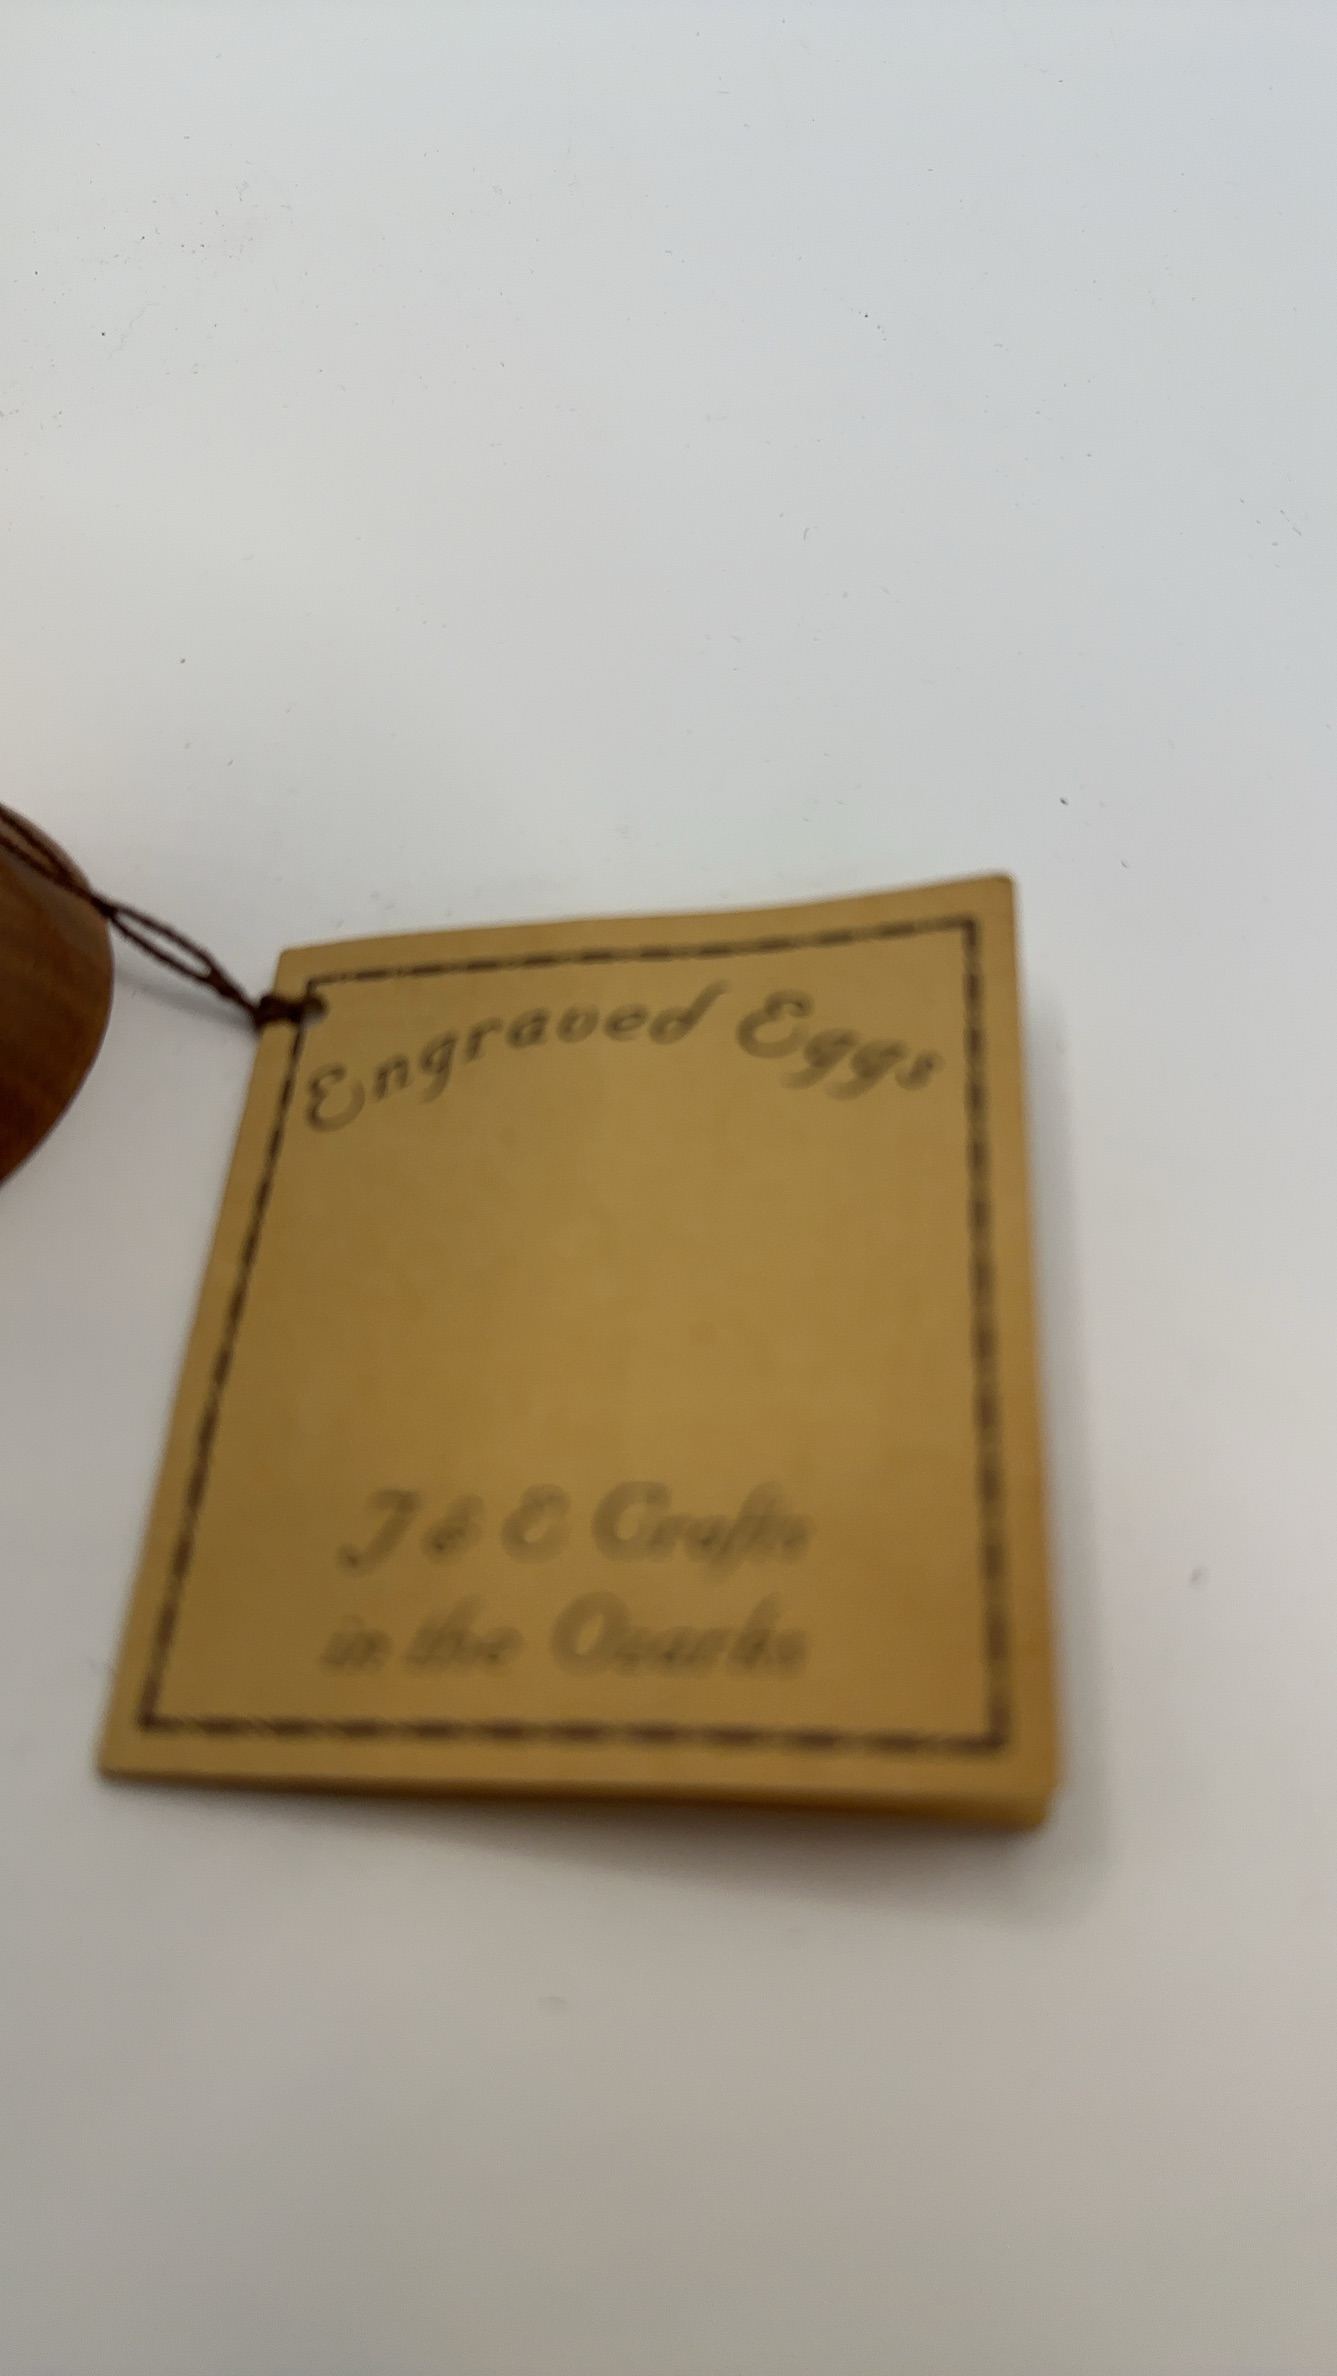 Engraved Eggs
J & E Crafts
in the Ozarks